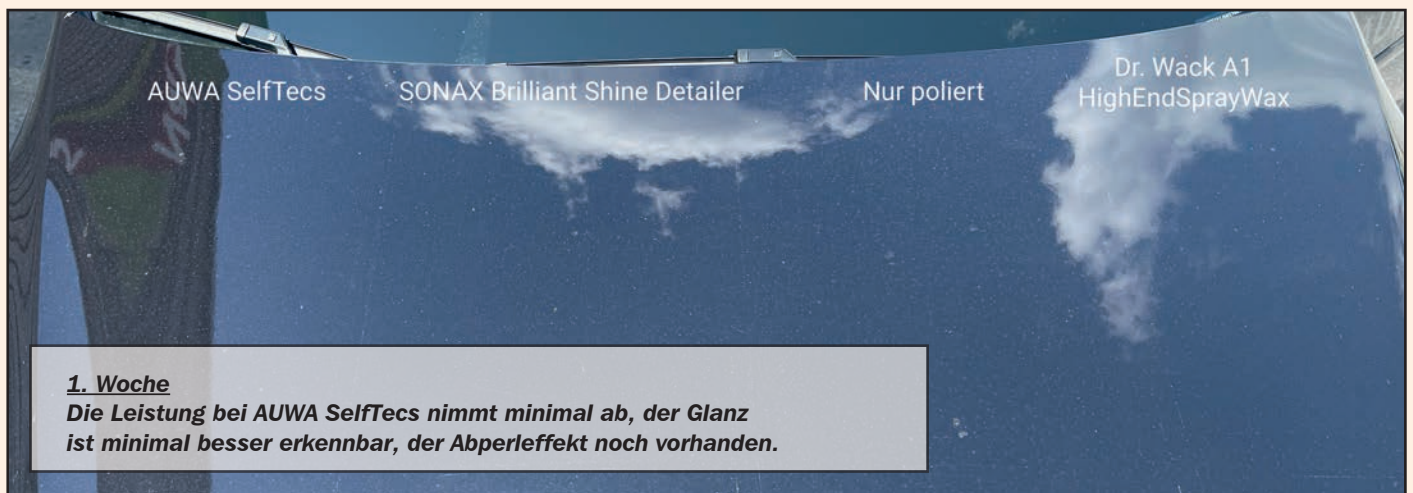 AUWA SelfTecs
SONAX Brilliant Shine Detailer
Nur poliert
Dr. Wack A1
HighEndSprayWax
1. Woche
Die Leistung bei AUWA SelfTecs nimmt minimal ab, der Glanz
ist minimal besser erkennbar, der Abperleffekt noch vorhanden.